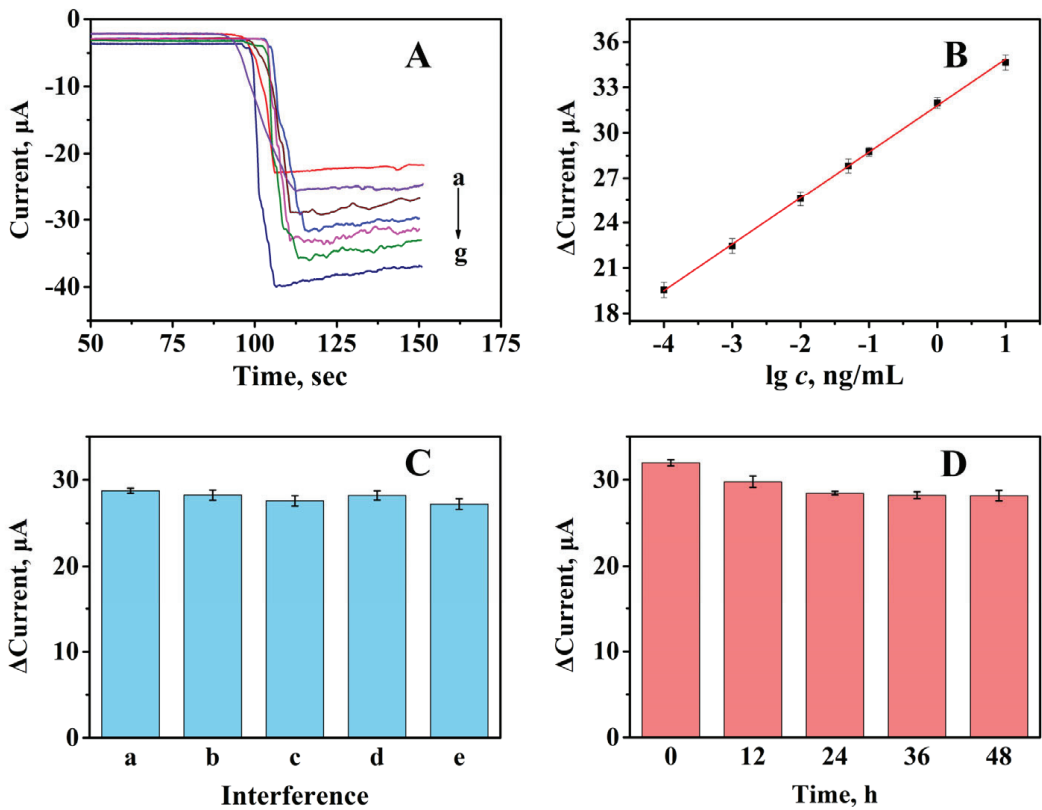 A
0
-10
-20
-30
-40
50
75
100
125
150
175
Current, µA
Time, sec
a
g
B
36
33
30
27
24
21
18
-4
-3
-2
-1
0
1
ΔCurrent, µA
lg c, ng/mL
C
30
20
10
0
a
b
c
d
e
ΔCurrent, µA
Interference
D
30
20
10
0
0
12
24
36
48
ΔCurrent, µA
Time, h